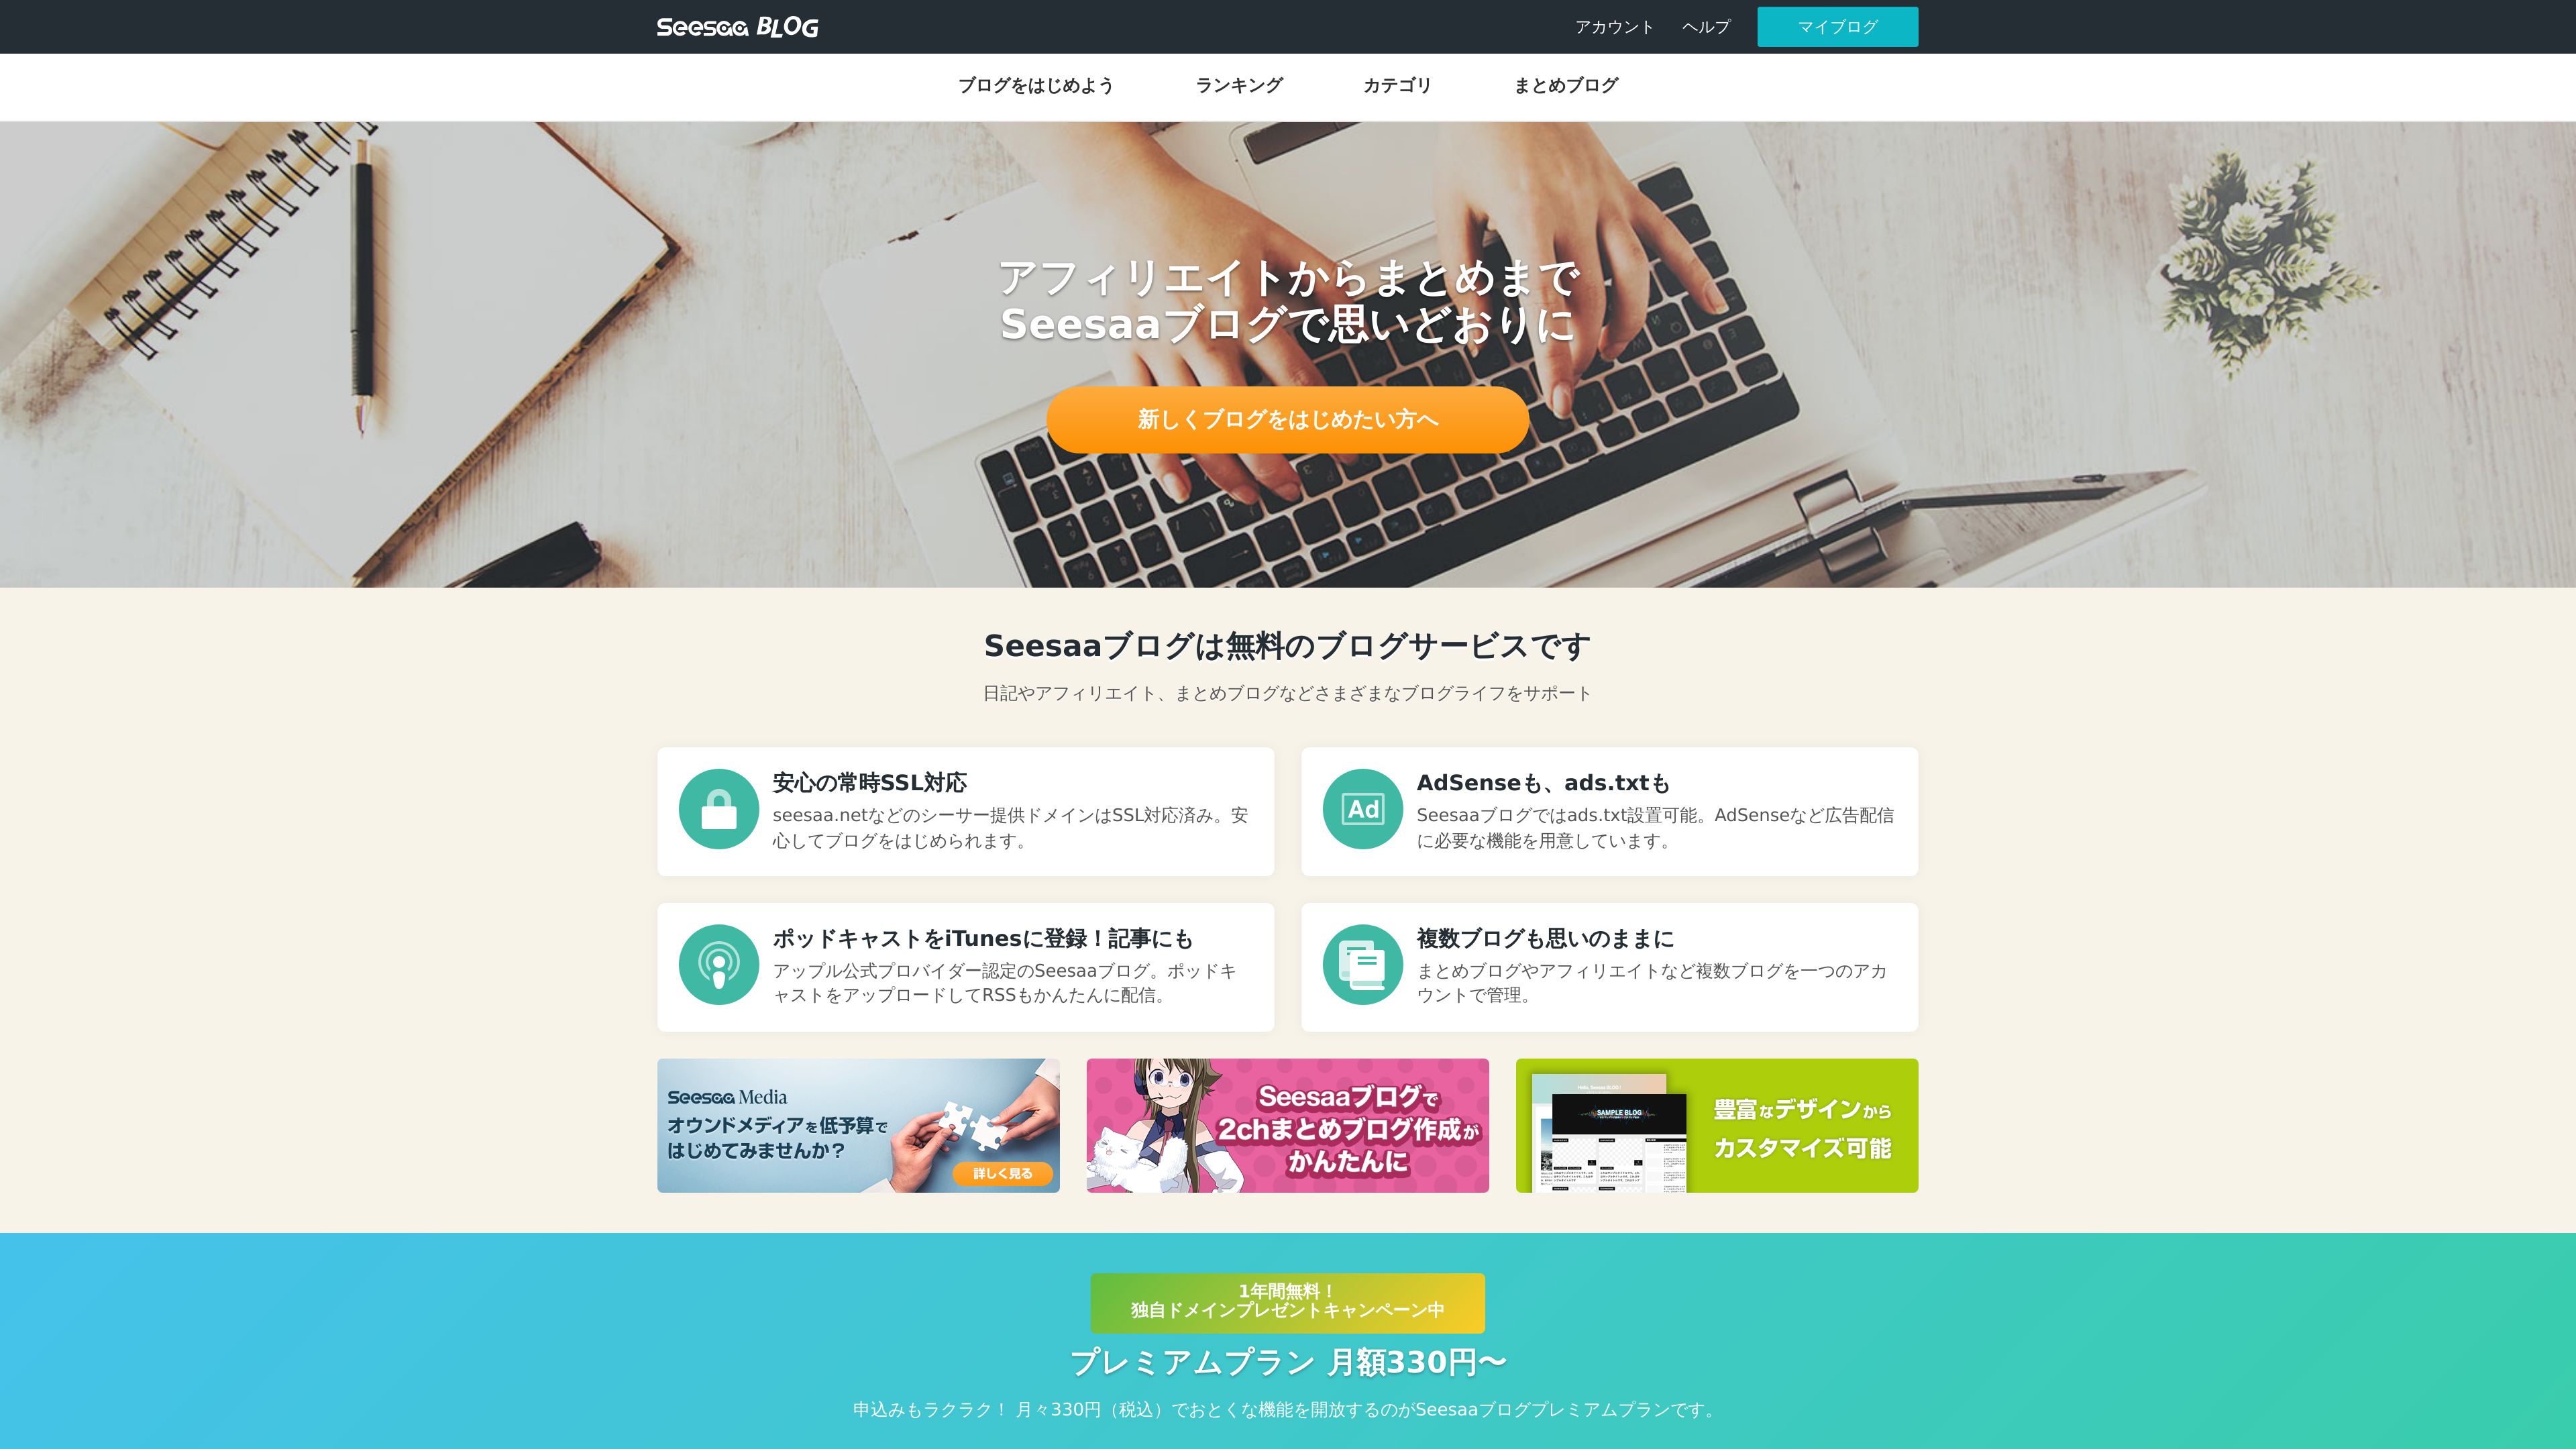 Seesaa BLOG
アカウント
ヘルプ
マイブログ
ブログをはじめよう
ランキング
カテゴリ
まとめブログ
アフィリエイトからまとめまで
Seesaaブログで思いどおりに
新しくブログをはじめたい方へ
Seesaaブログは無料のブログサービスです
日記やアフィリエイト、まとめブログなどさまざまなブログライフをサポート
安心の常時SSL対応
seesaa.netなどのシーサー提供ドメインはSSL対応済み。安
心してブログをはじめられます。
Ad
AdSenseも、ads.txtも
Seesaaブログではads.txt設置可能。AdSenseなど広告配信
に必要な機能を用意しています。
ポッドキャストをiTunesに登録！記事にも
アップル公式プロバイダー認定のSeesaaブログ。ポッドキ
ャストをアップロードしてRSSもかんたんに配信。
複数ブログも思いのままに
まとめブログやアフィリエイトなど複数ブログを一つのアカ
ウントで管理。
Seesaa Media
オウンドメディアを低予算で
はじめてみませんか？
詳しく見る
Seesaaブログで
2chまとめブログ作成が
かんたんに
SAMPLE BLOG
豊富なデザインから
カスタマイズ可能
1年間無料！
独自ドメインプレゼントキャンペーン中
プレミアムプラン 月額330円〜
申込みもラクラク！ 月々330円（税込）でおとくな機能を開放するのがSeesaaブログプレミアムプランです。